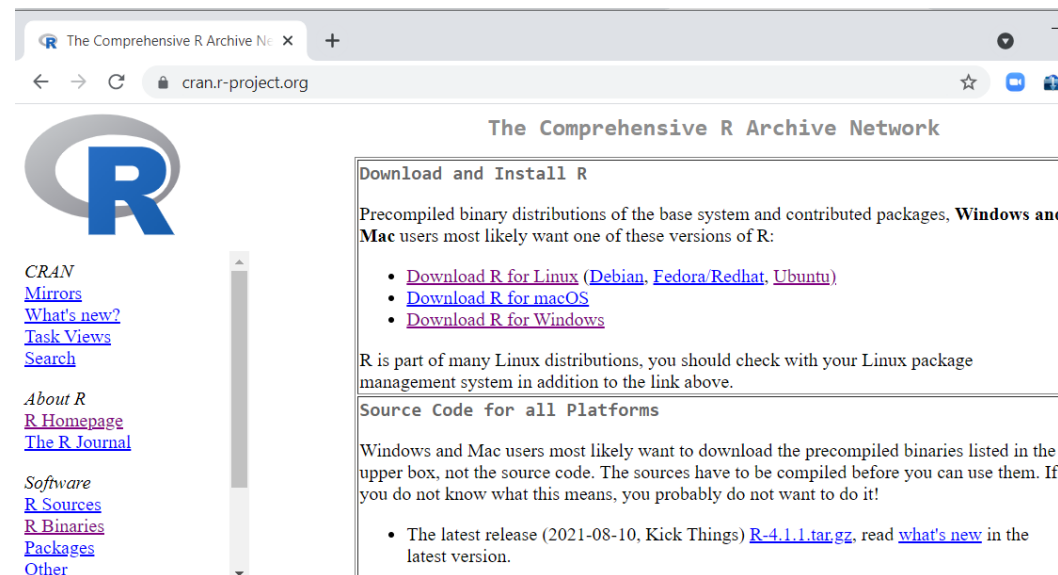 The Comprehensive R Archive Ne
cran.r-project.org
R
CRAN
Mirrors
What's new?
Task Views
Search
About R
R Homepage
The R Journal
Software
R Sources
R Binaries
Packages
Other
The Comprehensive R Archive Network
Download and Install R
Precompiled binary distributions of the base system and contributed packages, Windows and
Mac users most likely want one of these versions of R:
• Download R for Linux (Debian, Fedora/Redhat, Ubuntu)
• Download R for macOS
• Download R for Windows
R is part of many Linux distributions, you should check with your Linux package
management system in addition to the link above.
Source Code for all Platforms
Windows and Mac users most likely want to download the precompiled binaries listed in the
upper box, not the source code. The sources have to be compiled before you can use them. If
you do not know what this means, you probably do not want to do it!
• The latest release (2021-08-10, Kick Things) R-4.1.1.tar.gz, read what's new in the
latest version.